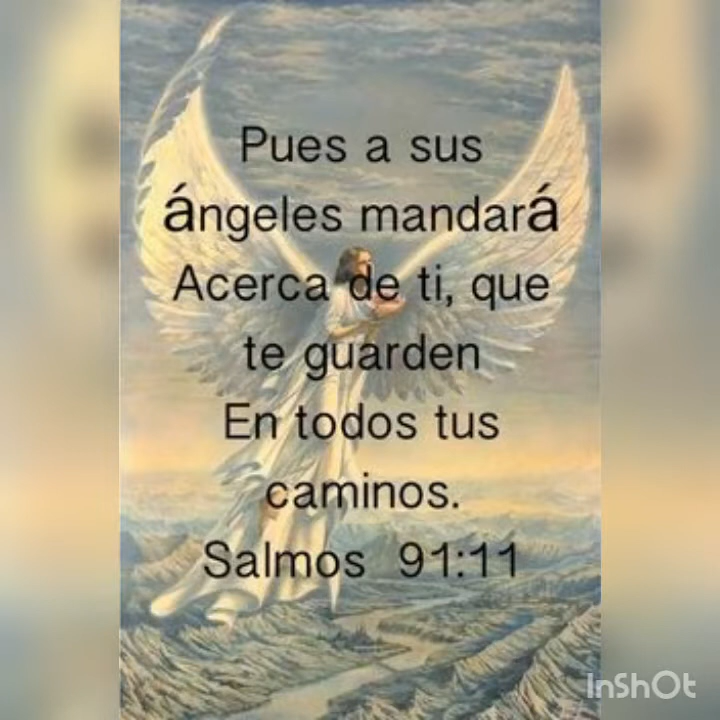 Pues a sus
ángeles mandará
Acerca de ti, que
te guarden
En todos tus
caminos.
Salmos 91:11
InShOt